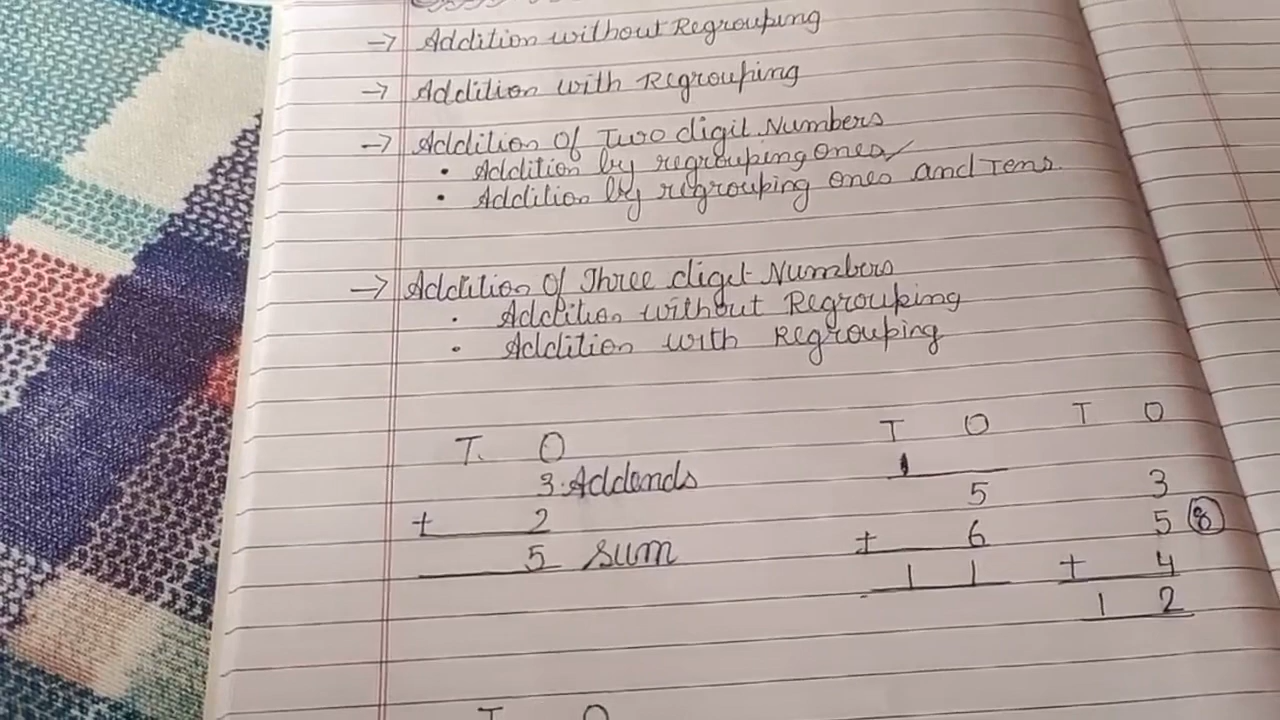 → Addition without Regrouping
→ Addition with Regrouping
→ Addition Of Two digit Numbers
• Addition by regrouping ones
• Addition by regrouping ones and Tens
→ Addition Of Three digit Numbers
• Addition without Regrouping
• Addition with Regrouping
T. O
3. Addends
+ 2
5 Sum
T O
1
5
+ 6
1 1
T O
3
5 8
+ 4
1 2
T O